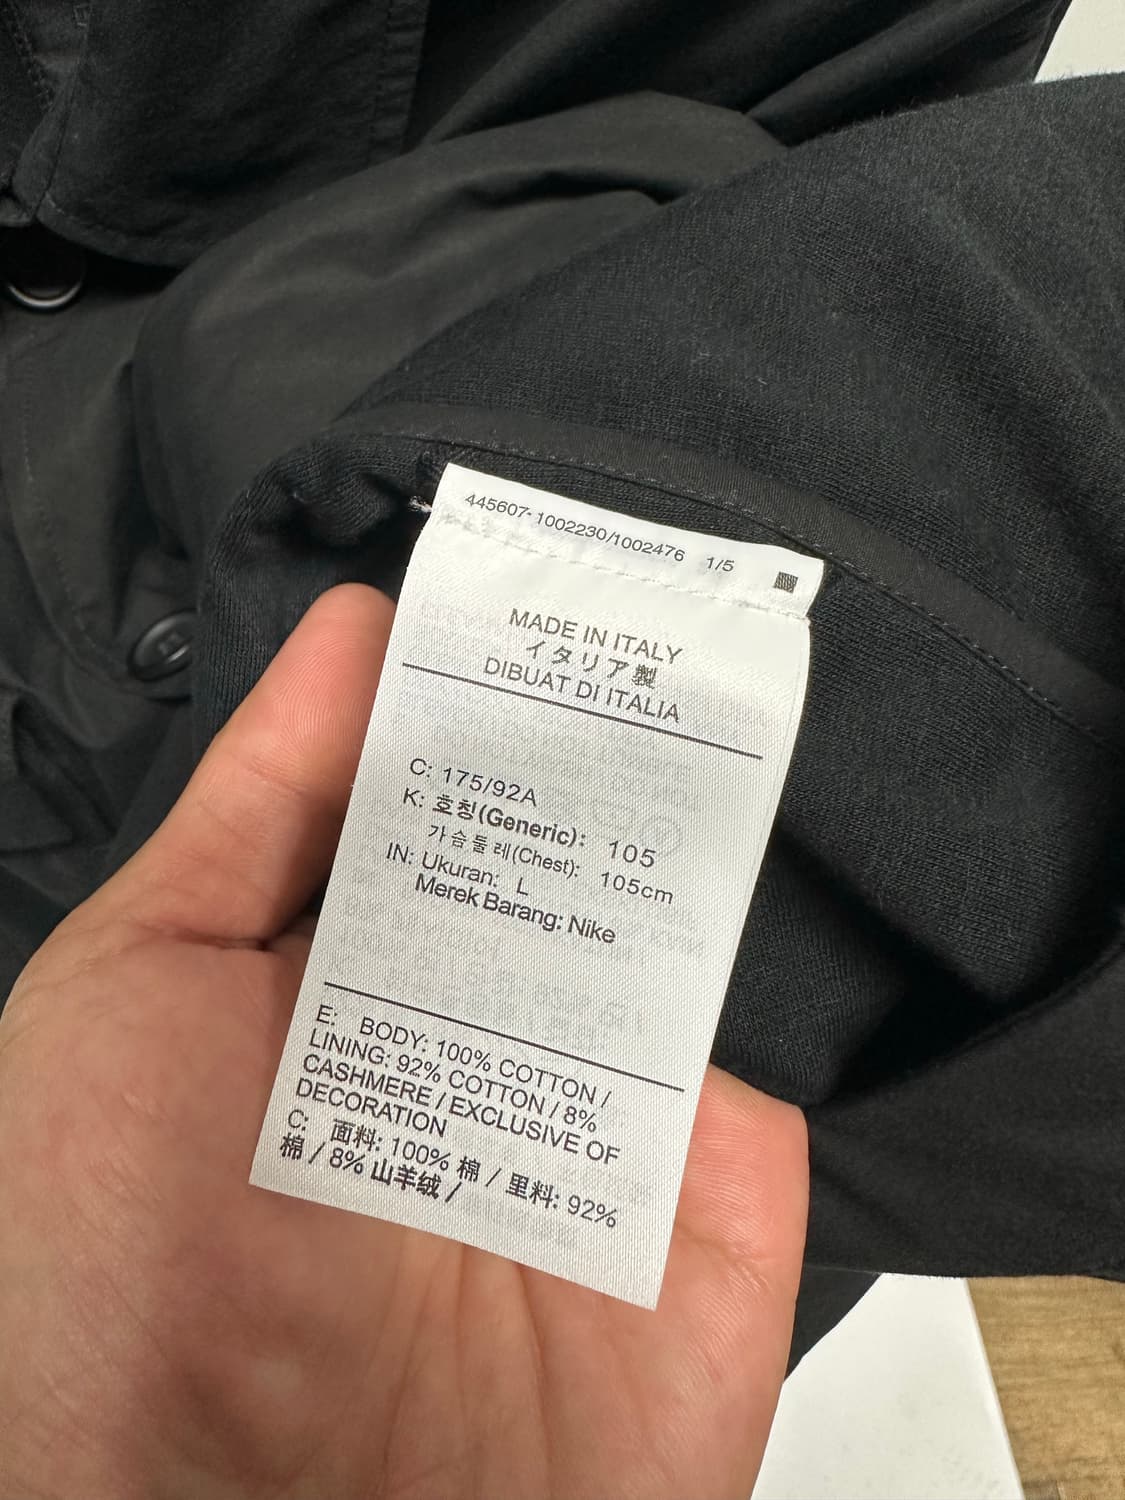 445607-1002230/1002476 1/5
MADE IN ITALY
イタリア製
DIBUAT DI ITALIA
C: 175/92A
K: 호칭(Generic): 105
가슴둘레(Chest): 105cm
IN: Ukuran: L
Merek Barang: Nike
E: BODY: 100% COTTON /
LINING: 92% COTTON / 8%
CASHMERE / EXCLUSIVE OF
DECORATION
C: 面料: 100% 棉 / 里料: 92%
棉 / 8% 山羊绒 /